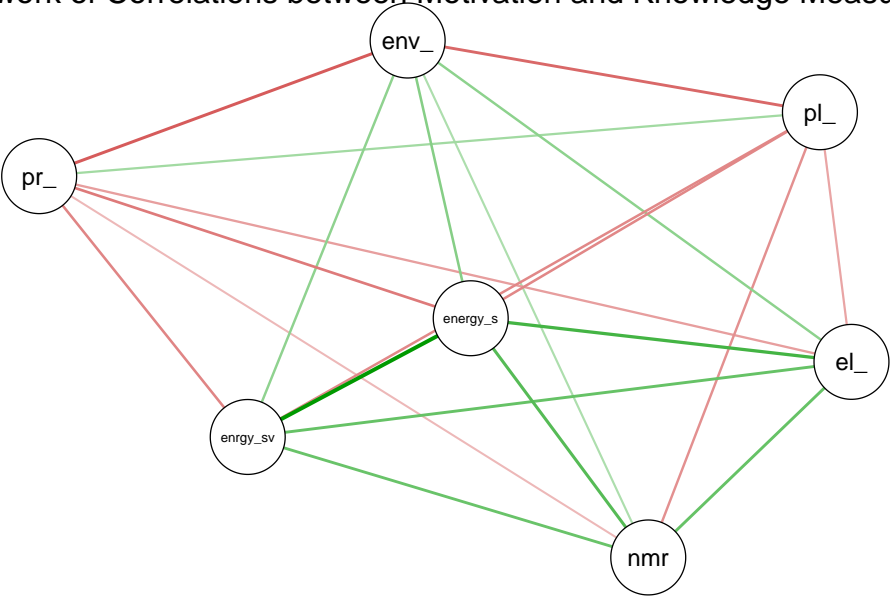 work of Correlations between Motivation and Knowledge Measu
env_
pl_
pr_
energy_s
el_
enrgy_sv
nmr